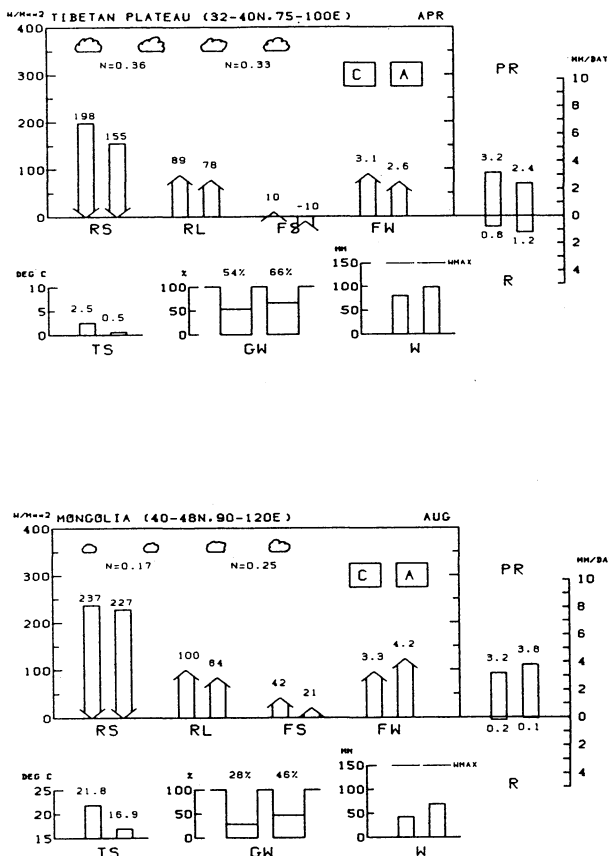 W/M**2 TIBETAN PLATEAU (32-40N.75-100E) APR
400
300
200
100
0
N=0.36 N=0.33
C A
198 155
89 78
10 -10
3.1 2.6
RS RL FS FW
PR
MM/DAY
10
8
6
4
2
0
2
4
3.2 2.4
0.8 1.2
R
DEG C
10
5
0
2.5 0.5
TS
%
100
50
0
54% 66%
GW
MM
150
100
50
0
WMAX
W
W/M**2 MONGOLIA (40-48N.90-120E) AUG
400
300
200
100
0
N=0.17 N=0.25
C A
237 227
100 84
42 21
3.3 4.2
RS RL FS FW
PR
MM/DA
10
8
6
4
2
0
2
4
3.2 3.8
0.2 0.1
R
DEG C
25
20
15
21.8 16.9
TS
%
100
50
0
28% 46%
GW
MM
150
100
50
0
WMAX
W